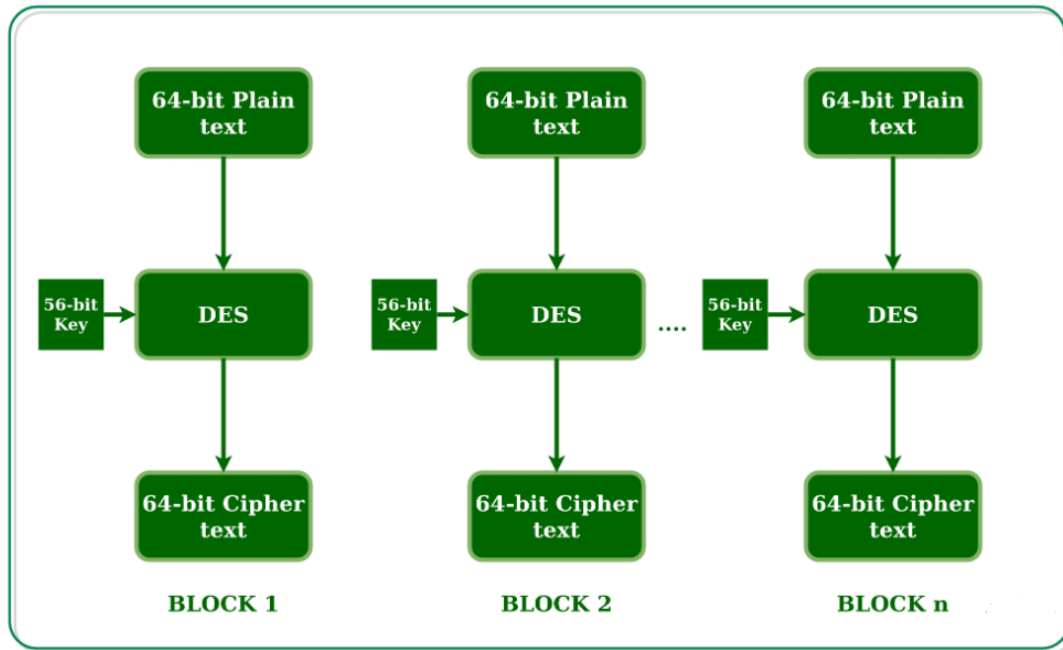 64-bit Plain
text
64-bit Plain
text
64-bit Plain
text
56-bit
Key
DES
56-bit
Key
DES
....
56-bit
Key
DES
64-bit Cipher
text
64-bit Cipher
text
64-bit Cipher
text
BLOCK 1
BLOCK 2
BLOCK n